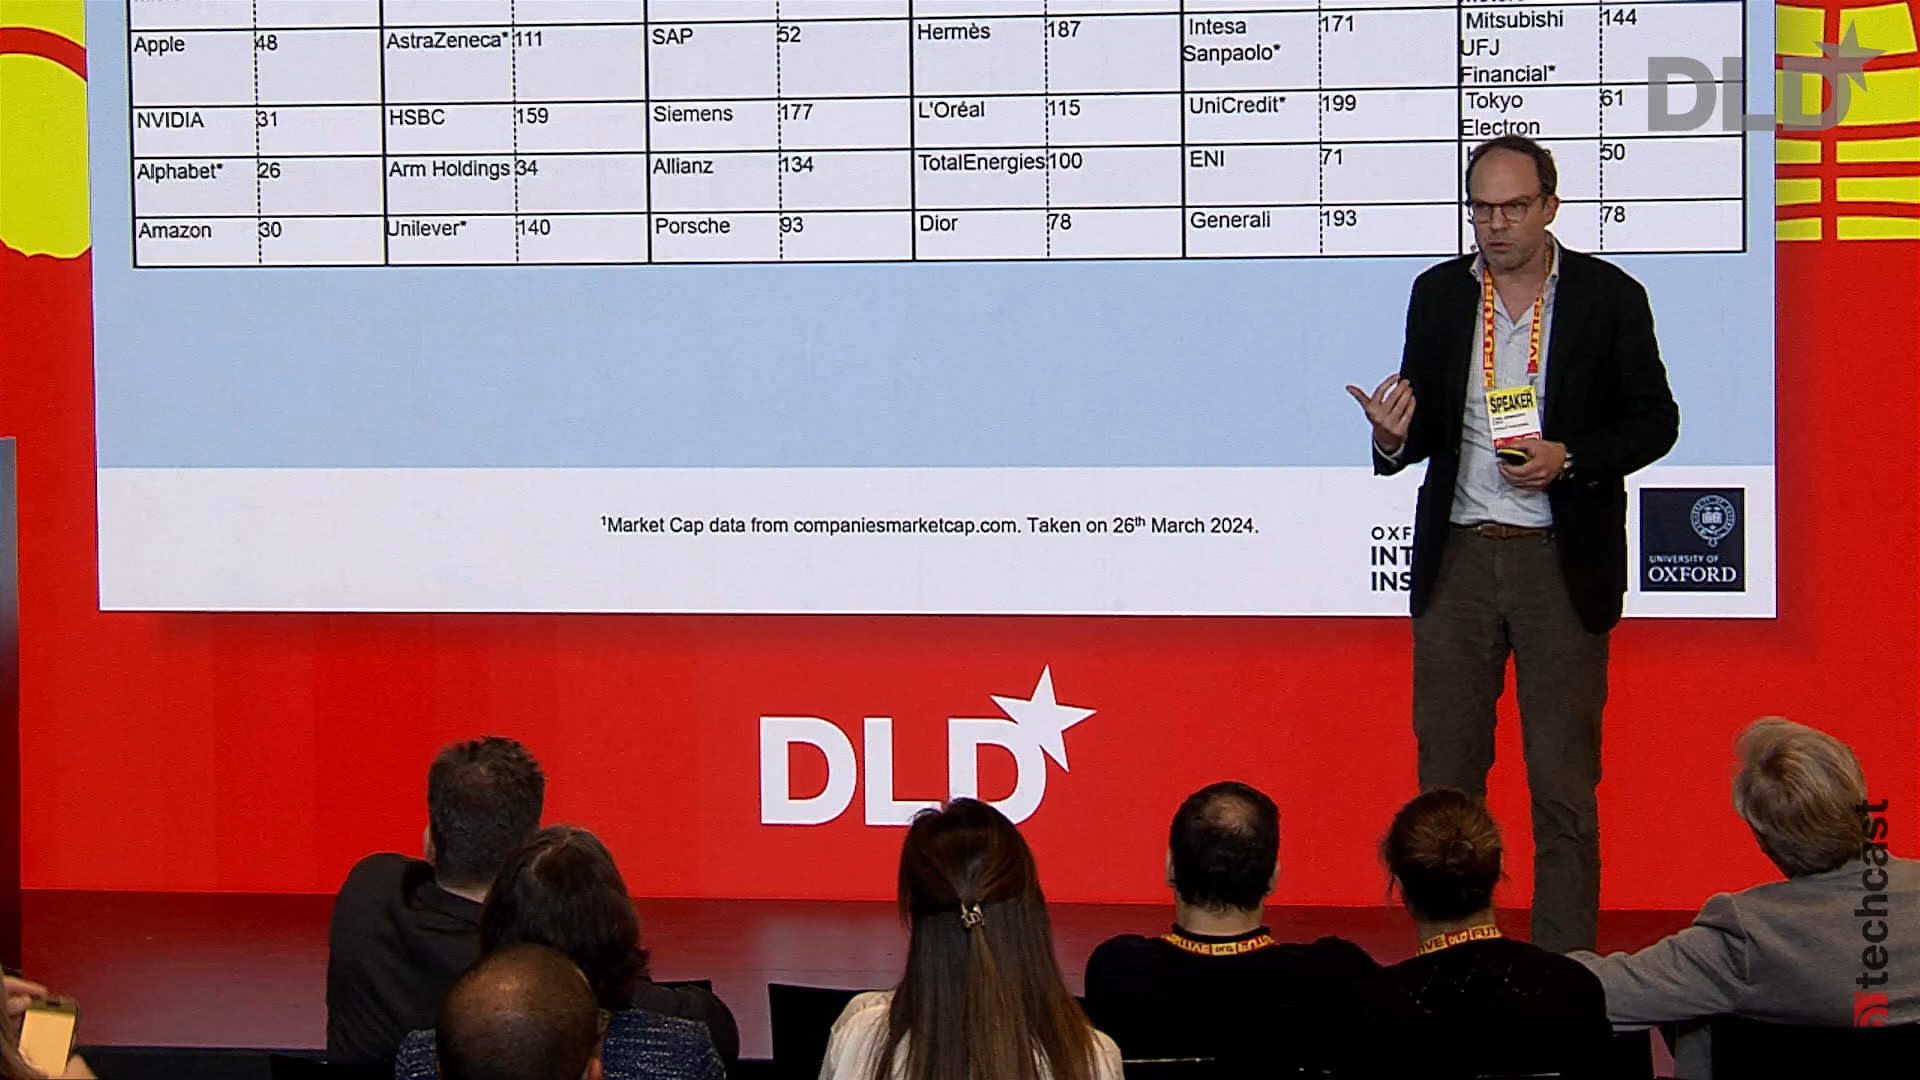 Apple 48 AstraZeneca* 111 SAP 52 Hermès 187 Intesa Sanpaolo* 171 Mitsubishi UFJ Financial* 144
NVIDIA 31 HSBC 159 Siemens 177 L'Oréal 115 UniCredit* 199 Tokyo Electron 61
Alphabet* 26 Arm Holdings 34 Allianz 134 TotalEnergies 100 ENI 71 50
Amazon 30 Unilever* 140 Porsche 93 Dior 78 Generali 193 78
¹Market Cap data from companiesmarketcap.com. Taken on 26th March 2024.
OXF
INT
INS
UNIVERSITY OF
OXFORD
DLD
DLD
SPEAKER
techcast